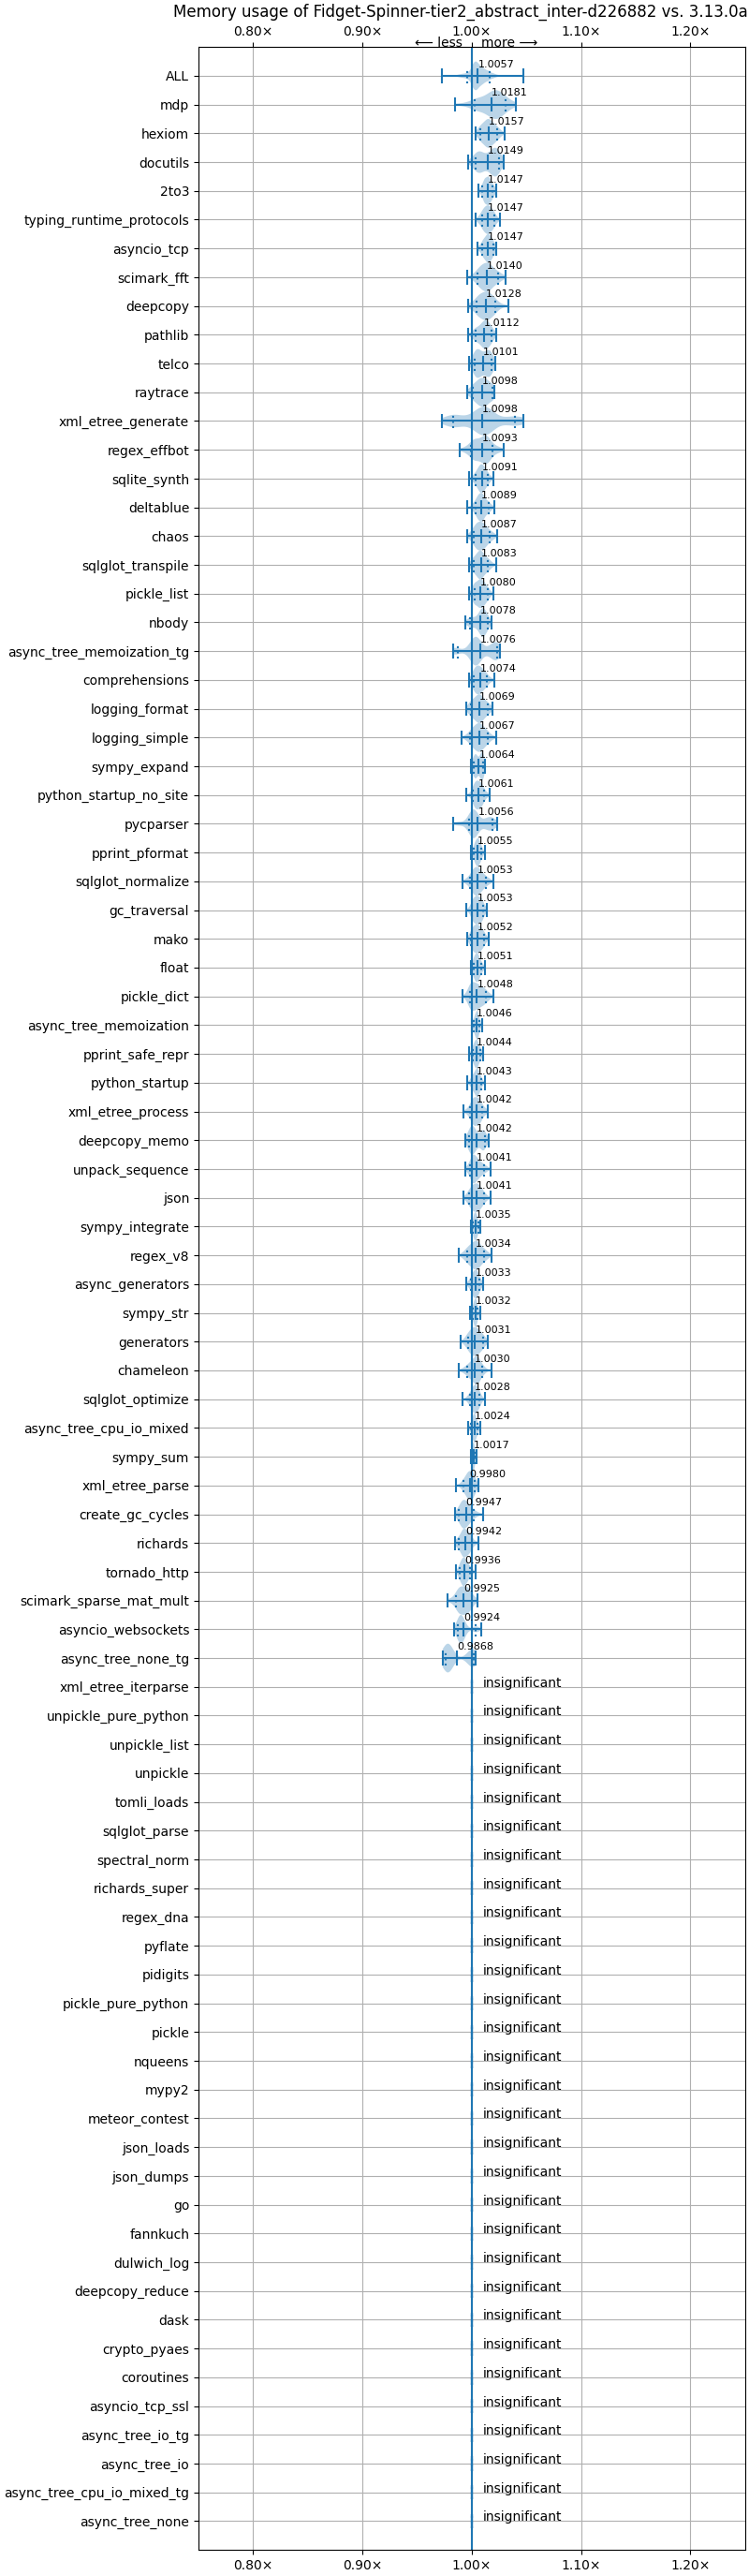 Memory usage of Fidget-Spinner-tier2_abstract_inter-d226882 vs. 3.13.0a
0.80× 0.90× 1.00× 1.10× 1.20×
⟵ less more ⟶
ALL 1.0057
mdp 1.0181
hexiom 1.0157
docutils 1.0149
2to3 1.0147
typing_runtime_protocols 1.0147
asyncio_tcp 1.0147
scimark_fft 1.0140
deepcopy 1.0128
pathlib 1.0112
telco 1.0101
raytrace 1.0098
xml_etree_generate 1.0098
regex_effbot 1.0093
sqlite_synth 1.0091
deltablue 1.0089
chaos 1.0087
sqlglot_transpile 1.0083
pickle_list 1.0080
nbody 1.0078
async_tree_memoization_tg 1.0076
comprehensions 1.0074
logging_format 1.0069
logging_simple 1.0067
sympy_expand 1.0064
python_startup_no_site 1.0061
pycparser 1.0056
pprint_pformat 1.0055
sqlglot_normalize 1.0053
gc_traversal 1.0053
mako 1.0052
float 1.0051
pickle_dict 1.0048
async_tree_memoization 1.0046
pprint_safe_repr 1.0044
python_startup 1.0043
xml_etree_process 1.0042
deepcopy_memo 1.0042
unpack_sequence 1.0041
json 1.0041
sympy_integrate 1.0035
regex_v8 1.0034
async_generators 1.0033
sympy_str 1.0032
generators 1.0031
chameleon 1.0030
sqlglot_optimize 1.0028
async_tree_cpu_io_mixed 1.0024
sympy_sum 1.0017
xml_etree_parse 0.9980
create_gc_cycles 0.9947
richards 0.9942
tornado_http 0.9936
scimark_sparse_mat_mult 0.9925
asyncio_websockets 0.9924
async_tree_none_tg 0.9868
xml_etree_iterparse insignificant
unpickle_pure_python insignificant
unpickle_list insignificant
unpickle insignificant
tomli_loads insignificant
sqlglot_parse insignificant
spectral_norm insignificant
richards_super insignificant
regex_dna insignificant
pyflate insignificant
pidigits insignificant
pickle_pure_python insignificant
pickle insignificant
nqueens insignificant
mypy2 insignificant
meteor_contest insignificant
json_loads insignificant
json_dumps insignificant
go insignificant
fannkuch insignificant
dulwich_log insignificant
deepcopy_reduce insignificant
dask insignificant
crypto_pyaes insignificant
coroutines insignificant
asyncio_tcp_ssl insignificant
async_tree_io_tg insignificant
async_tree_io insignificant
async_tree_cpu_io_mixed_tg insignificant
async_tree_none insignificant
0.80× 0.90× 1.00× 1.10× 1.20×